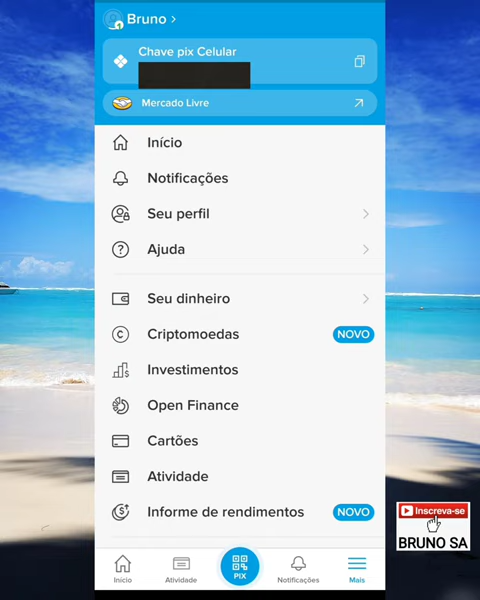 Bruno
Chave pix Celular
Mercado Livre
Início
Notificações
Seu perfil
Ajuda
Seu dinheiro
Criptomoedas NOVO
Investimentos
Open Finance
Cartões
Atividade
Informe de rendimentos NOVO
Inscreva-se
BRUNO SA
PIX
Início Atividade Notificações Mais